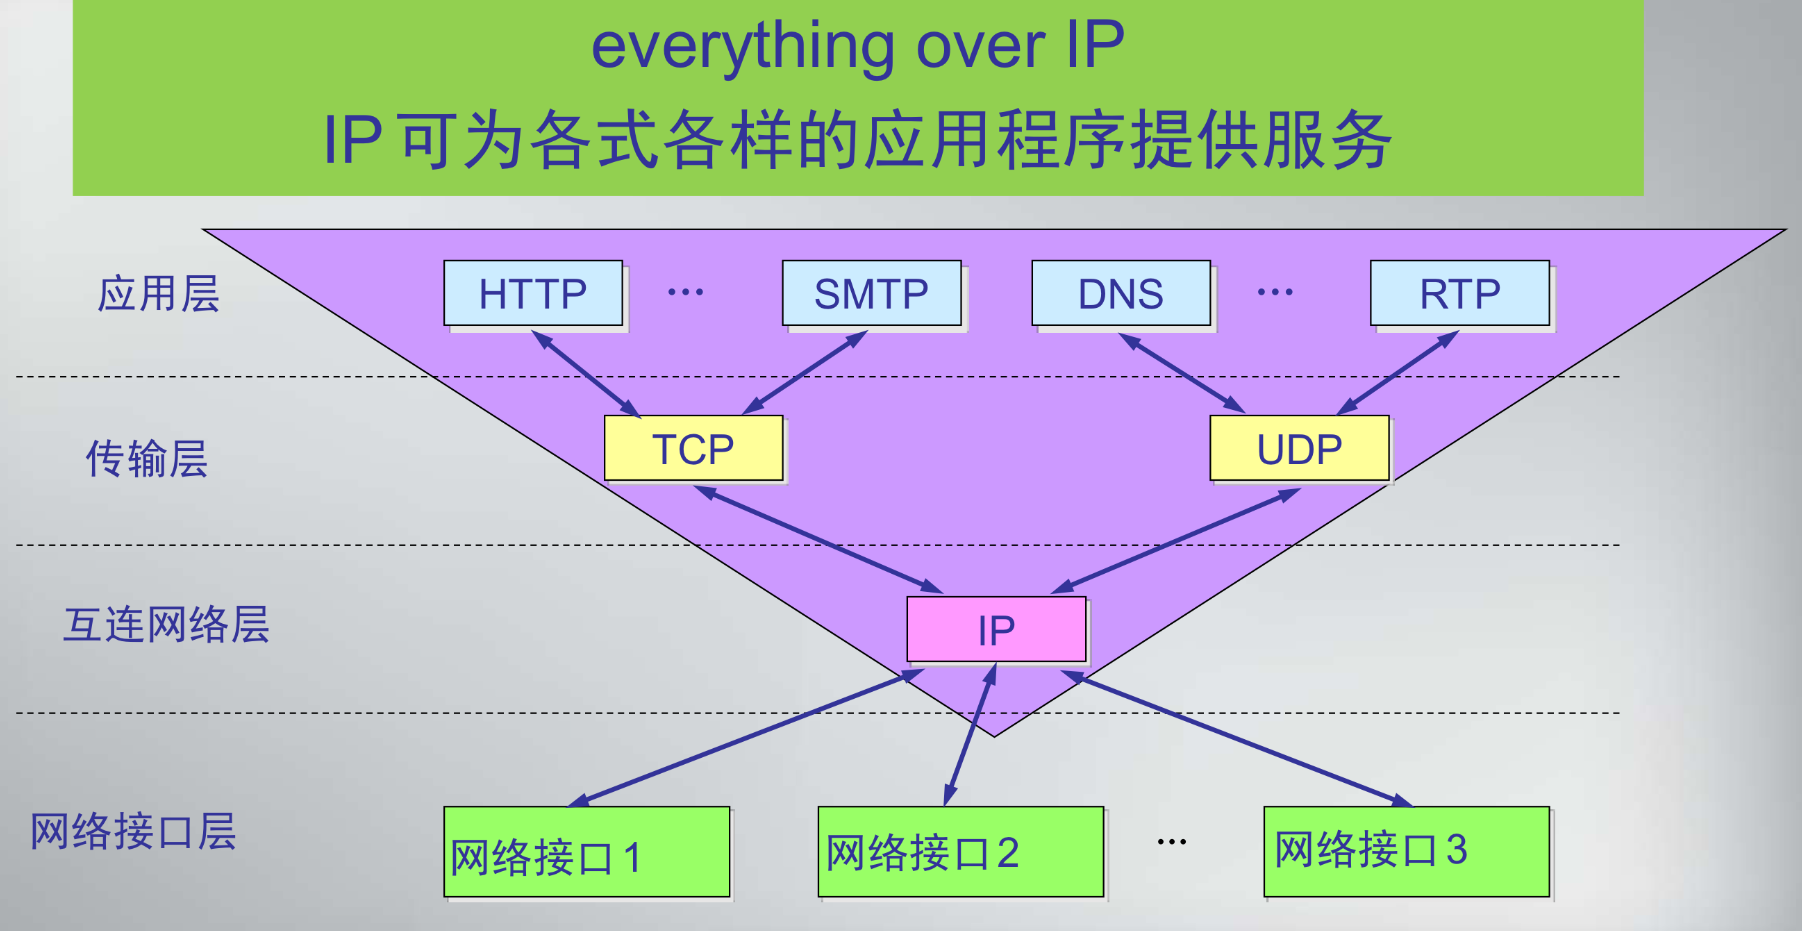 everything over IP
IP可为各式各样的应用程序提供服务
应用层
HTTP
…
SMTP
DNS
…
RTP
传输层
TCP
UDP
互连网络层
IP
网络接口层
网络接口1
网络接口2
…
网络接口3